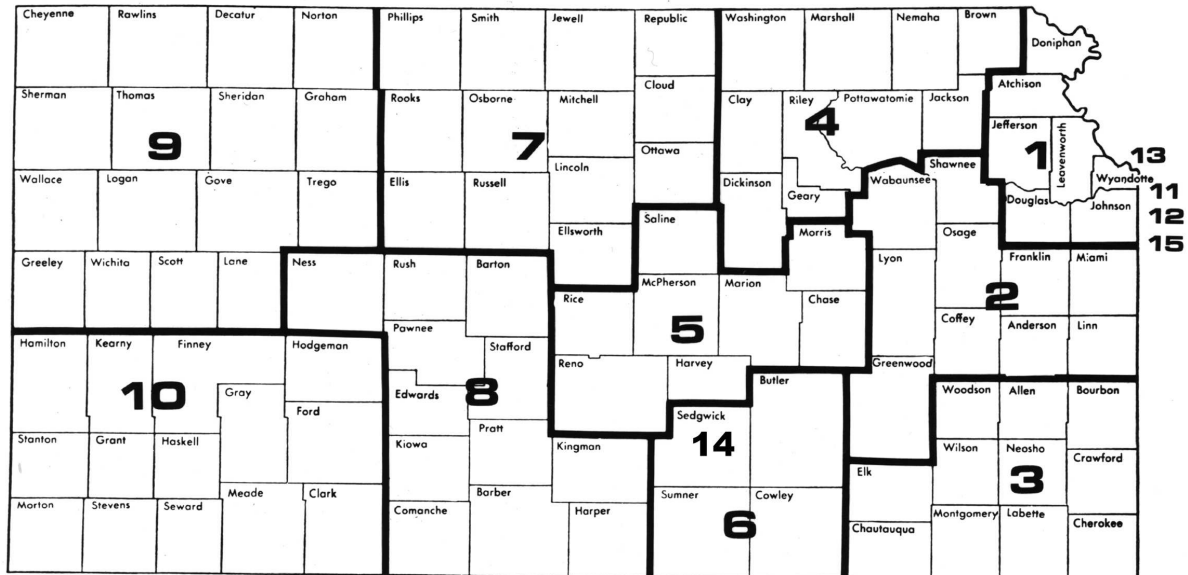 Cheyenne Rawlins Decatur Norton Phillips Smith Jewell Republic Washington Marshall Nemaha Brown
Doniphan
Sherman Thomas Sheridan Graham Rooks Osborne Mitchell Cloud Clay Riley Pottawatomie Jackson Atchison
9 7 4 Jefferson 1 Leavenworth 13
Ottawa Shawnee Wyandotte
Wallace Logan Gove Trego Ellis Russell Lincoln Dickinson Geary Wabaunsee Douglas Johnson 11
12
Saline Morris Osage 15
Ellsworth
Greeley Wichita Scott Lane Ness Rush Barton McPherson Marion Lyon Franklin Miami
Rice Chase 2
Pawnee 5 Coffey Anderson Linn
Hamilton Kearny Finney Hodgeman Stafford
Reno Harvey Greenwood
10 Gray Edwards 8 Butler Woodson Allen Bourbon
Ford Sedgwick
Stanton Grant Haskell Kiowa Pratt Kingman 14 Wilson Neosho Crawford
Elk 3
Morton Stevens Seward Meade Clark Comanche Barber Harper Sumner Cowley
6 Chautauqua Montgomery Labette Cherokee